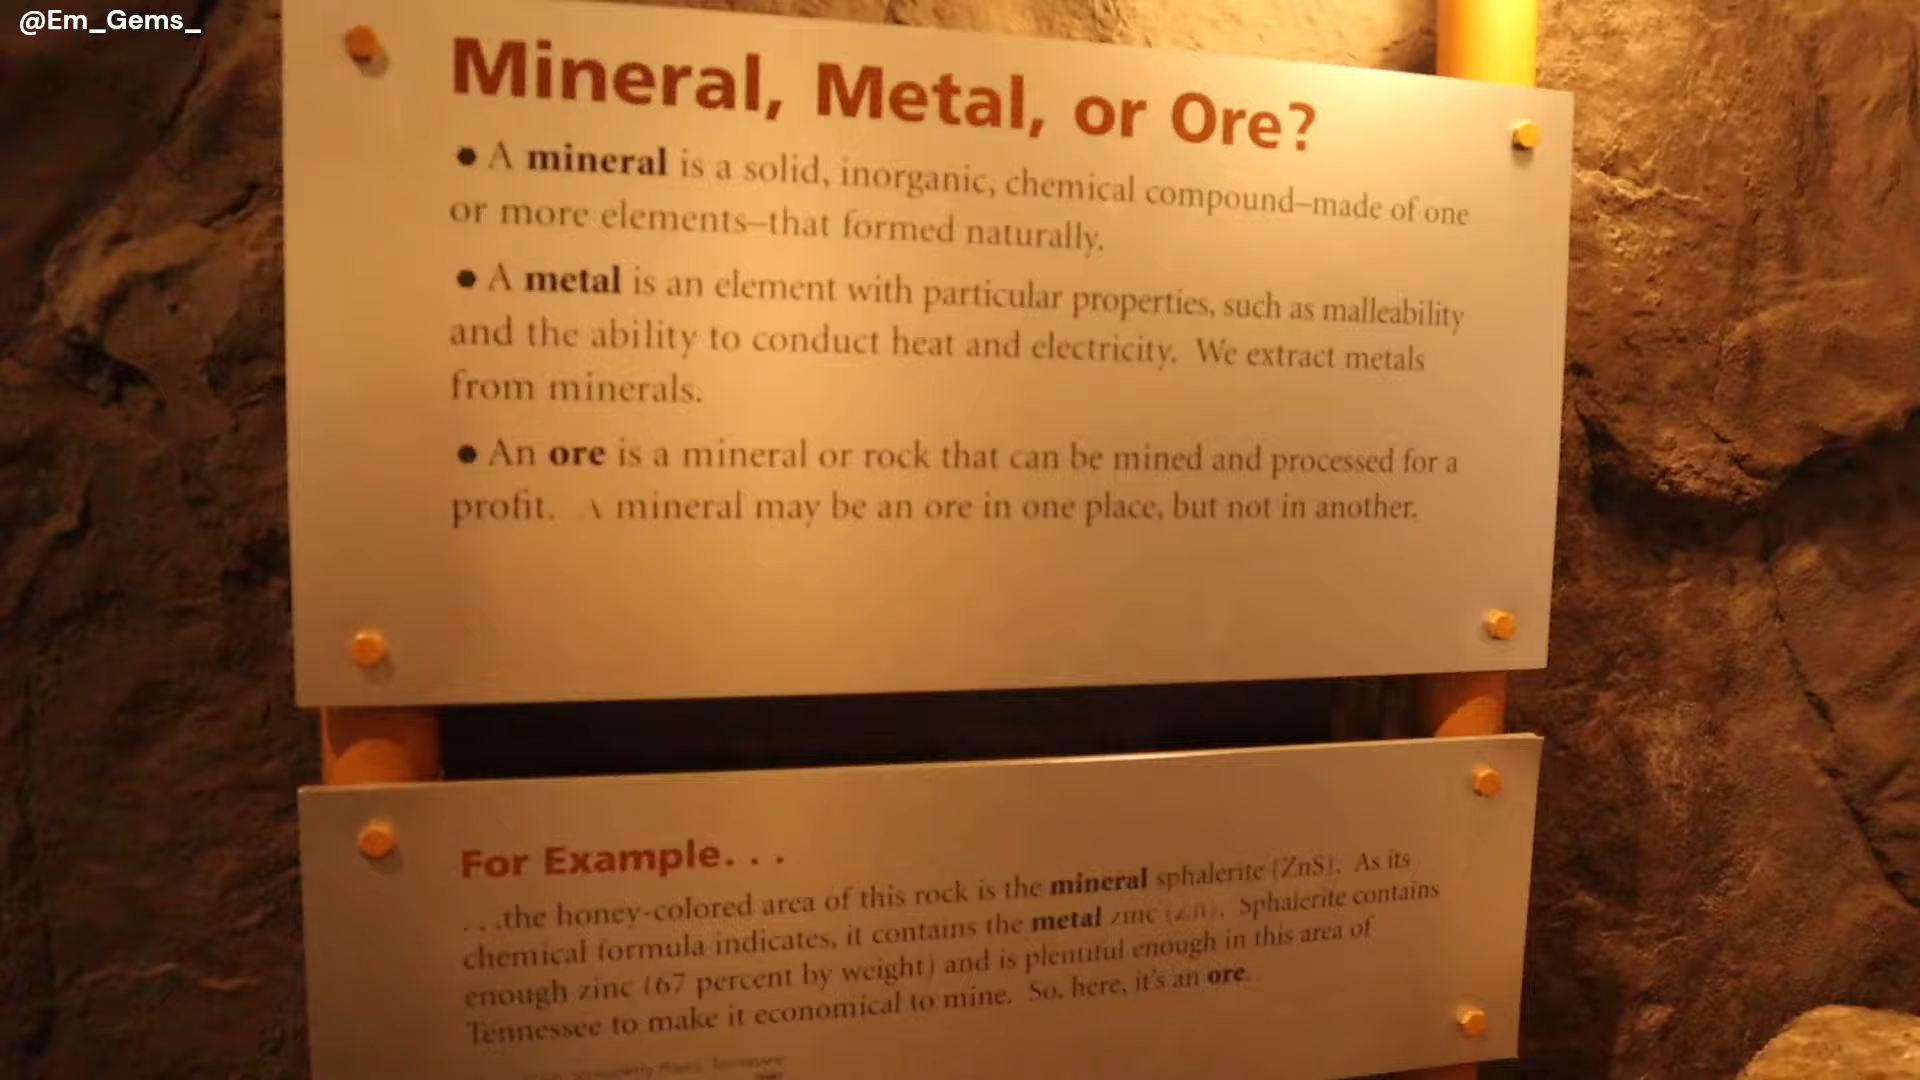 @Em_Gems_
Mineral, Metal, or Ore?
● A mineral is a solid, inorganic, chemical compound–made of one
or more elements–that formed naturally.
● A metal is an element with particular properties, such as malleability
and the ability to conduct heat and electricity. We extract metals
from minerals.
● An ore is a mineral or rock that can be mined and processed for a
profit. A mineral may be an ore in one place, but not in another.
For Example. . .
. . .the honey-colored area of this rock is the mineral sphalerite (ZnS). As its
chemical formula indicates, it contains the metal zinc (Zn). Sphalerite contains
enough zinc (67 percent by weight) and is plentiful enough in this area of
Tennessee to make it economical to mine. So, here, it's an ore.
Tennessee